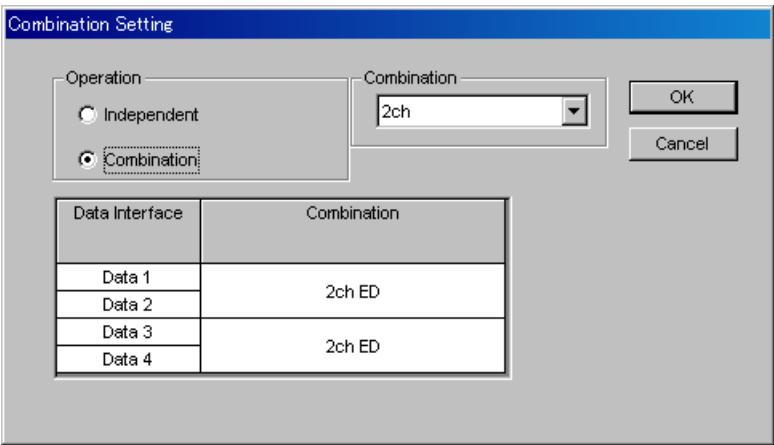 Combination Setting
Operation
Independent
Combination
Combination
2ch
OK
Cancel
Data Interface
Combination
Data 1
Data 2
2ch ED
Data 3
Data 4
2ch ED